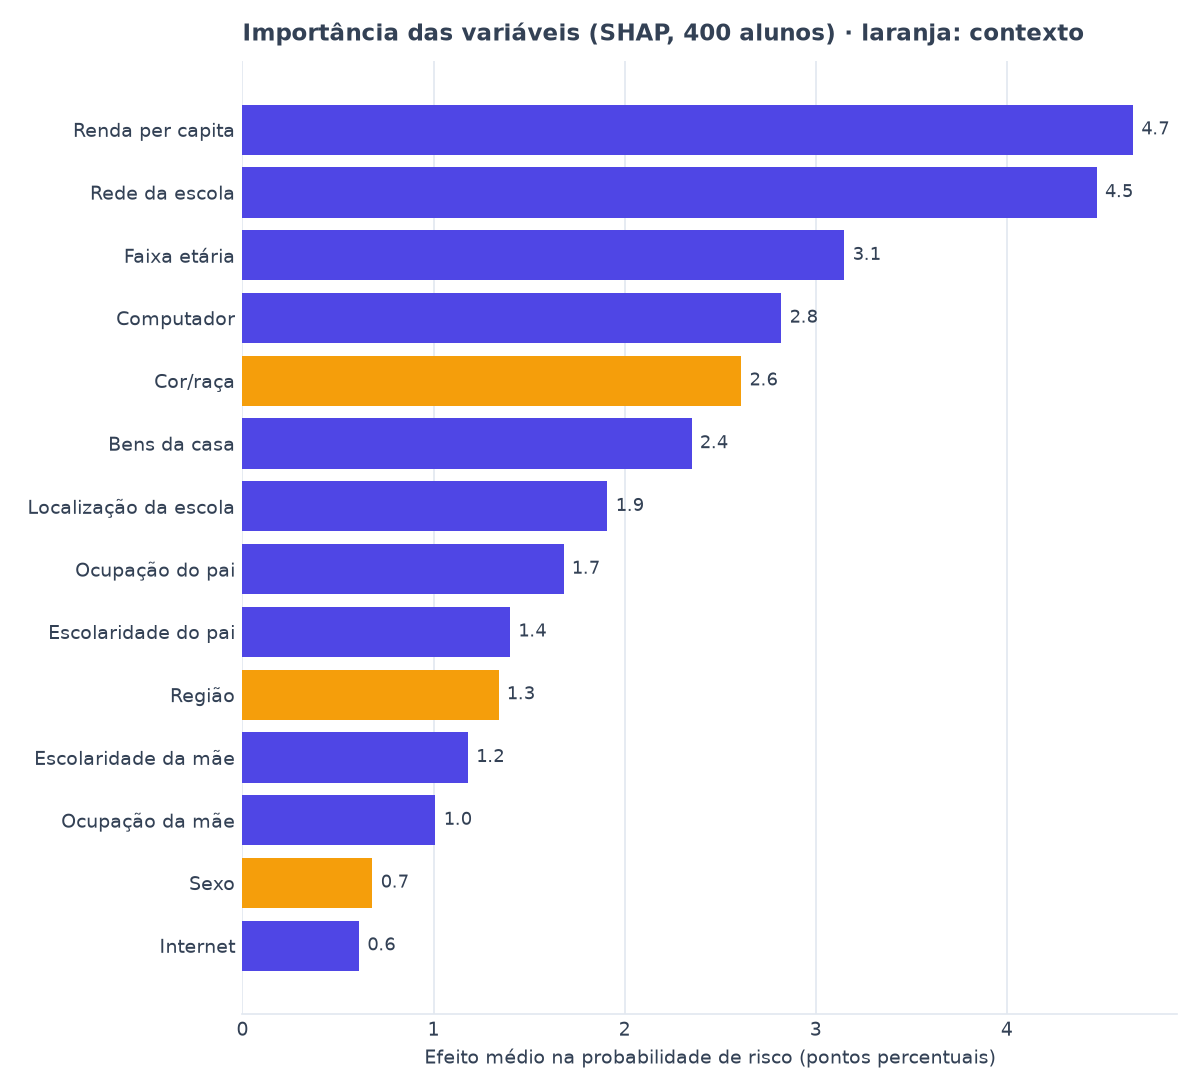 Importância das variáveis (SHAP, 400 alunos) · laranja: contexto
Renda per capita 4.7
Rede da escola 4.5
Faixa etária 3.1
Computador 2.8
Cor/raça 2.6
Bens da casa 2.4
Localização da escola 1.9
Ocupação do pai 1.7
Escolaridade do pai 1.4
Região 1.3
Escolaridade da mãe 1.2
Ocupação da mãe 1.0
Sexo 0.7
Internet 0.6
0 1 2 3 4
Efeito médio na probabilidade de risco (pontos percentuais)